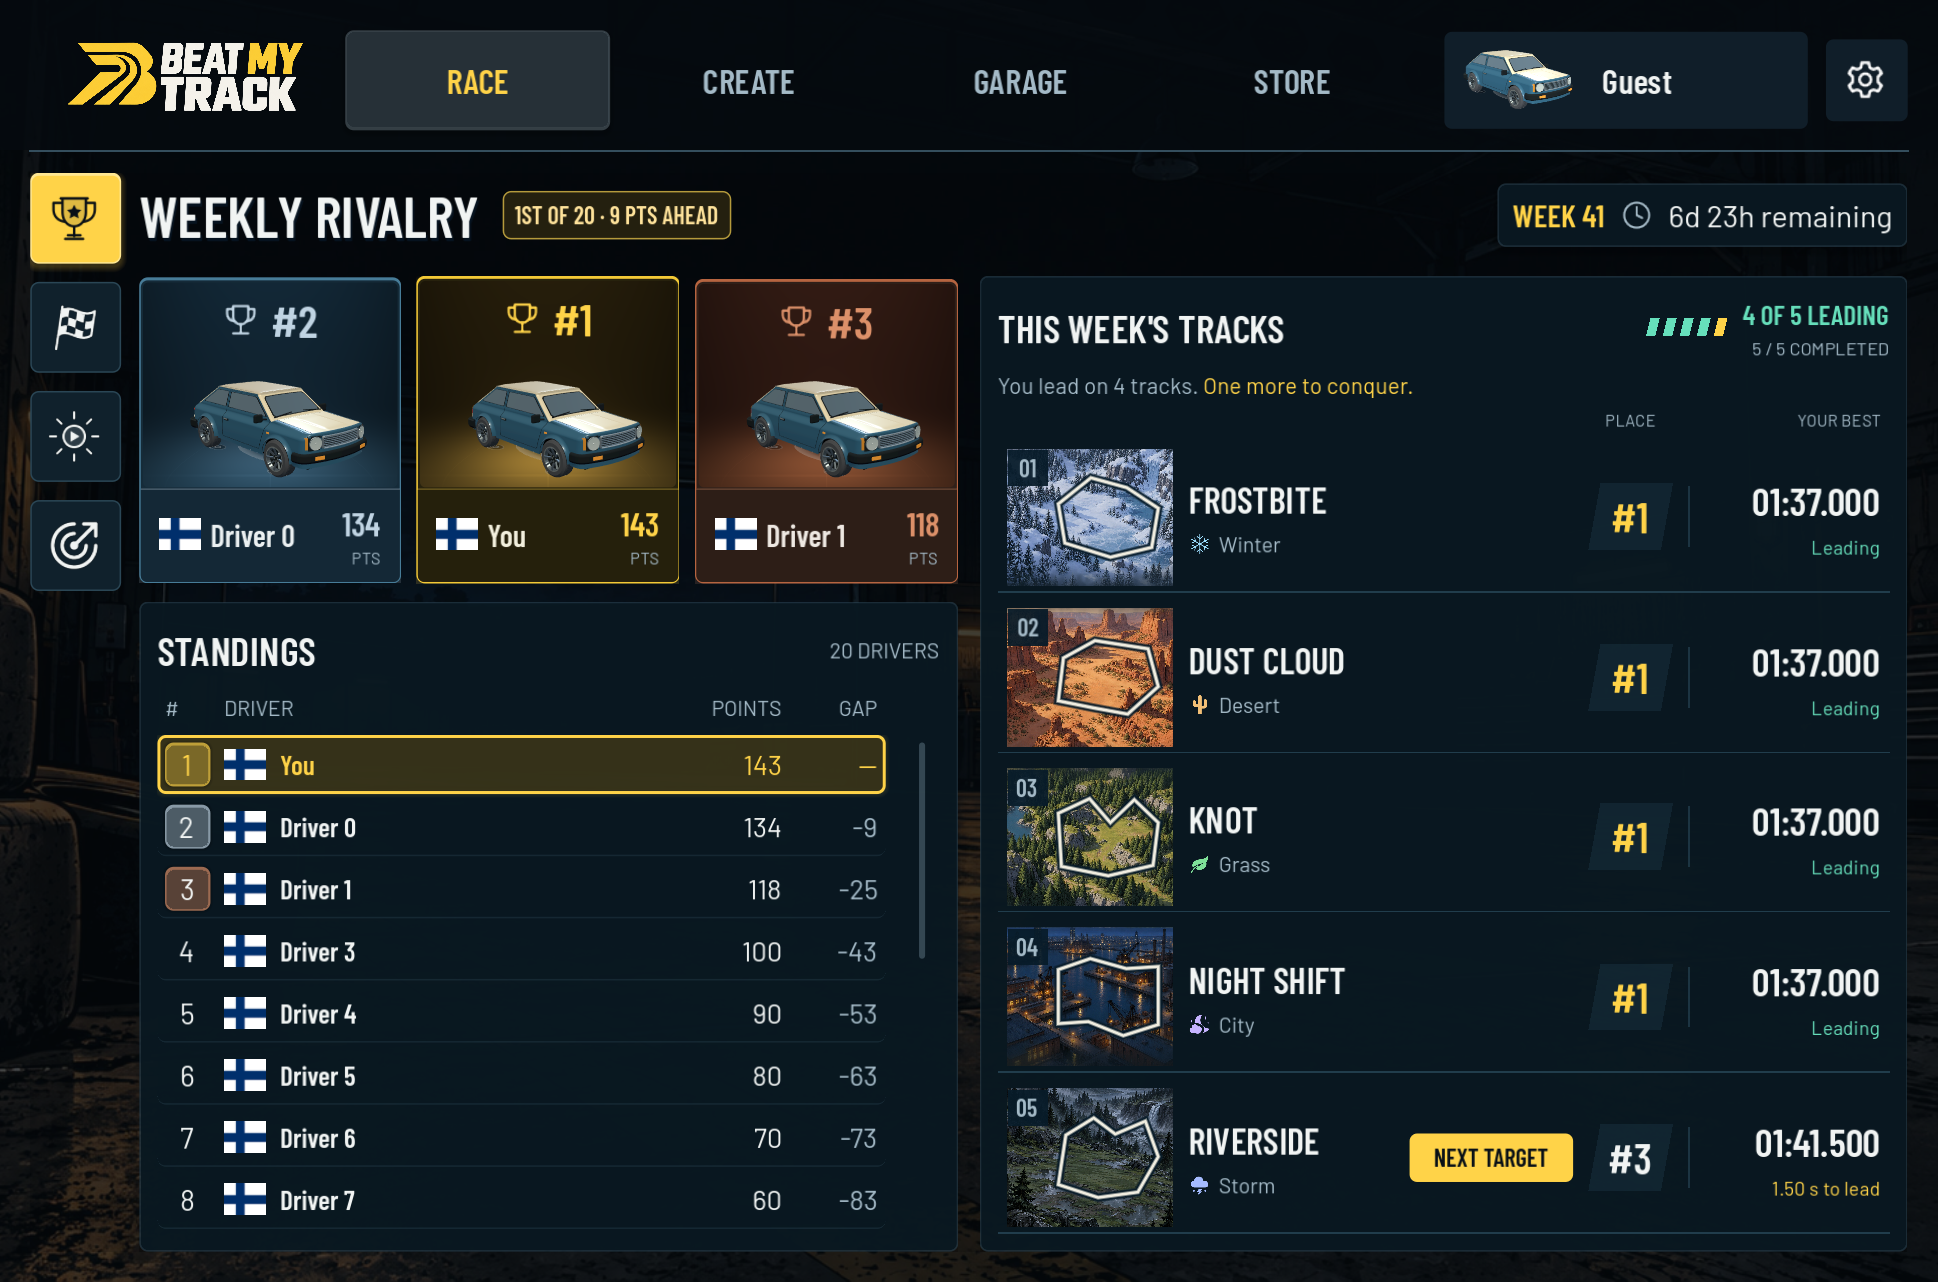 BEAT MY
TRACK
RACE
CREATE
GARAGE
STORE
Guest
WEEKLY RIVALRY
1ST OF 20 · 9 PTS AHEAD
WEEK 41
6d 23h remaining
#2
Driver 0
134
PTS
#1
You
143
PTS
#3
Driver 1
118
PTS
STANDINGS
20 DRIVERS
# DRIVER POINTS GAP
1 You 143 —
2 Driver 0 134 -9
3 Driver 1 118 -25
4 Driver 3 100 -43
5 Driver 4 90 -53
6 Driver 5 80 -63
7 Driver 6 70 -73
8 Driver 7 60 -83
THIS WEEK'S TRACKS
4 OF 5 LEADING
5 / 5 COMPLETED
You lead on 4 tracks. One more to conquer.
PLACE YOUR BEST
01
FROSTBITE
Winter
#1
01:37.000
Leading
02
DUST CLOUD
Desert
#1
01:37.000
Leading
03
KNOT
Grass
#1
01:37.000
Leading
04
NIGHT SHIFT
City
#1
01:37.000
Leading
05
RIVERSIDE
Storm
NEXT TARGET
#3
01:41.500
1.50 s to lead